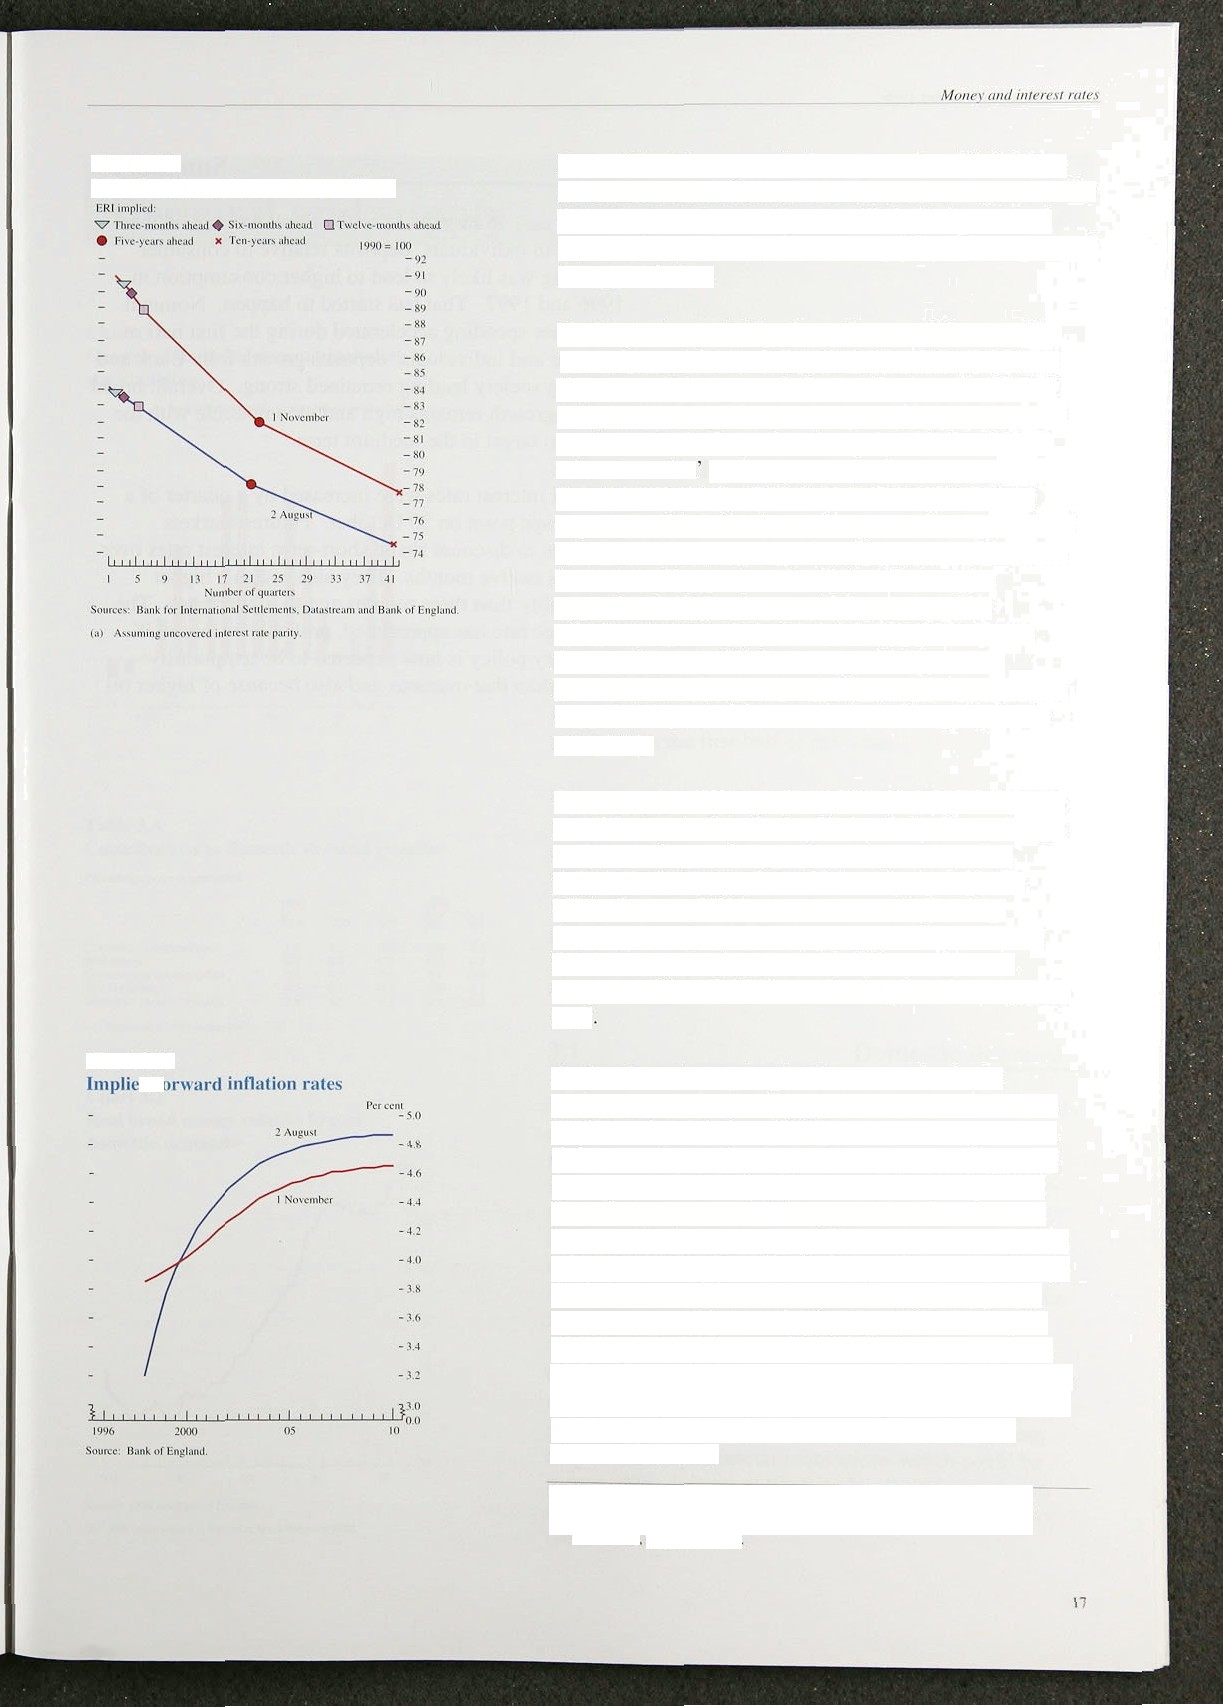 Money and interest rates
ERI implied:
Three-months ahead Six-months ahead Twelve-months ahead
Five-years ahead Ten-years ahead
1990 = 100
92
91
90
89
88
87
86
85
84
83
82
81
80
79
78
77
76
75
74
1 November
2 August
1 5 9 13 17 21 25 29 33 37 41
Number of quarters
Sources: Bank for International Settlements, Datastream and Bank of England.
(a) Assuming uncovered interest rate parity.
Implie orward inflation rates
Per cent
5.0
4.8
4.6
4.4
4.2
4.0
3.8
3.6
3.4
3.2
3.0
0.0
2 August
1 November
1996 2000 05 10
Source: Bank of England.
17